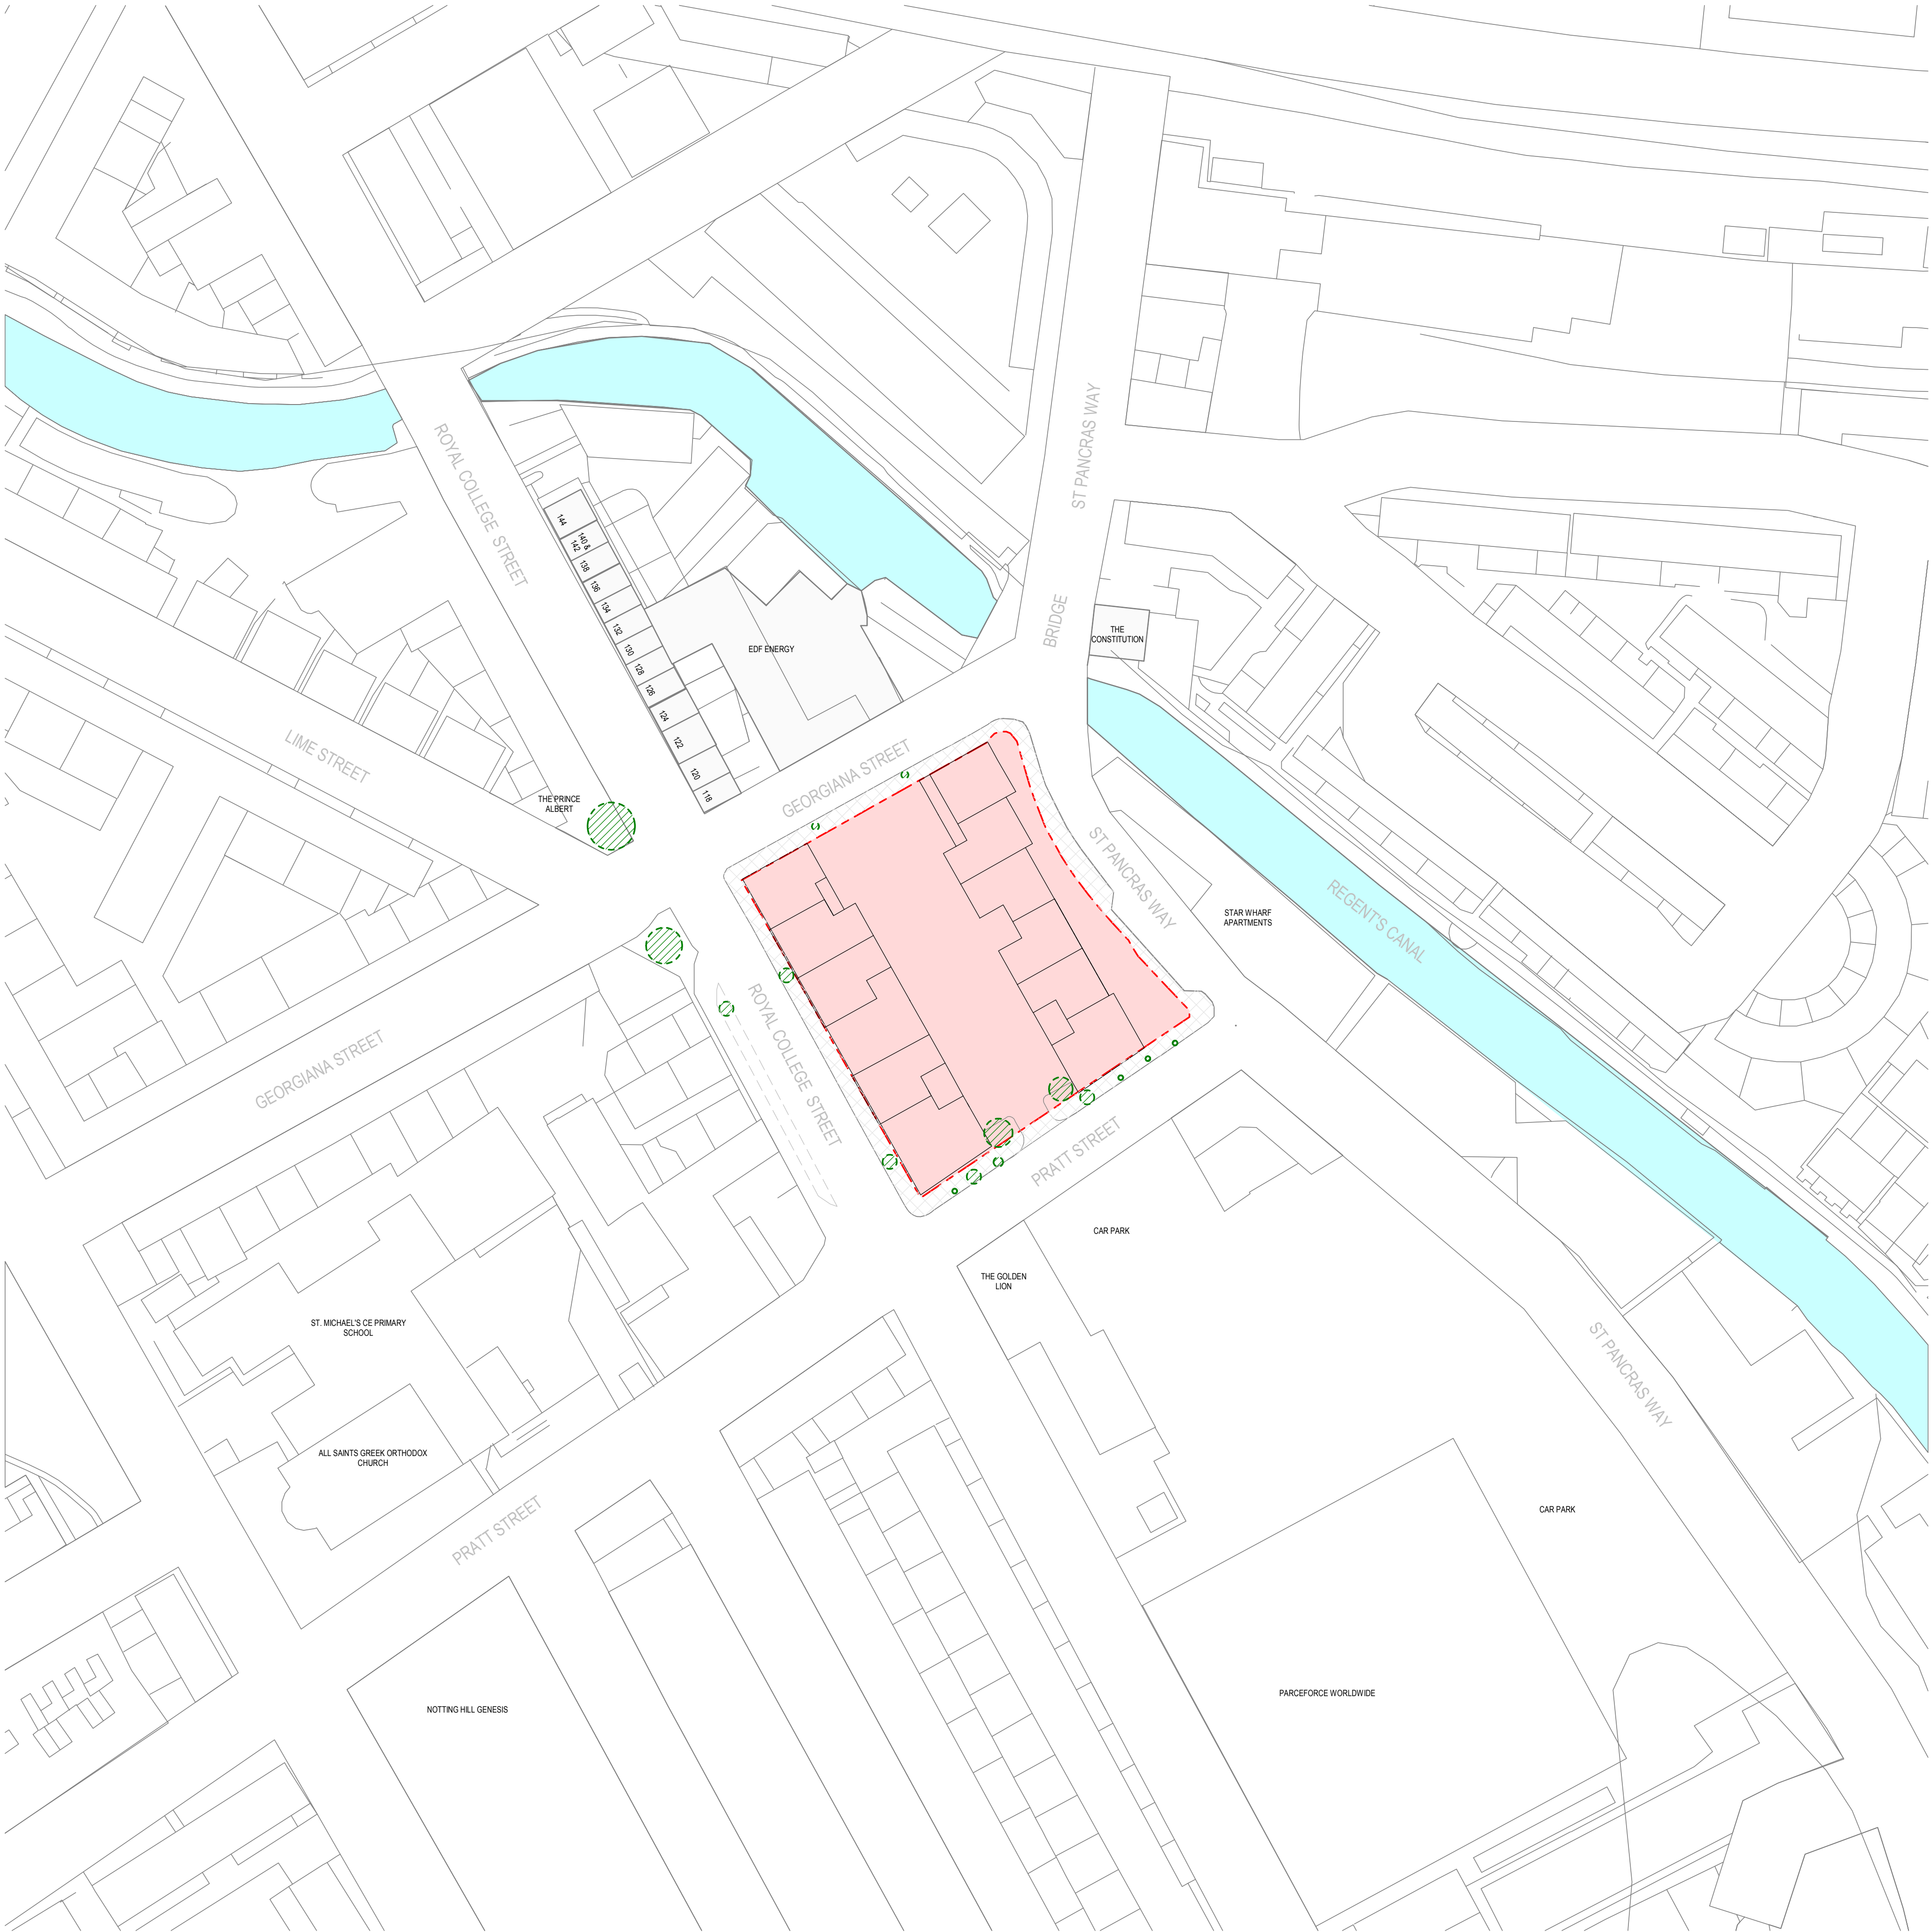 ROYAL COLLEGE STREET
ST PANCRAS WAY
144
140 &
142
138
136
134
132
130
128
126
124
122
120
118
EDF ENERGY
BRIDGE
THE
CONSTITUTION
LIME STREET
THE PRINCE
ALBERT
GEORGIANA STREET
ST PANCRAS WAY
STAR WHARF
APARTMENTS
REGENT'S CANAL
ROYAL COLLEGE STREET
GEORGIANA STREET
PRATT STREET
CAR PARK
THE GOLDEN
LION
ST. MICHAEL'S CE PRIMARY
SCHOOL
ST PANCRAS WAY
ALL SAINTS GREEK ORTHODOX
CHURCH
PRATT STREET
CAR PARK
PARCEFORCE WORLDWIDE
NOTTING HILL GENESIS